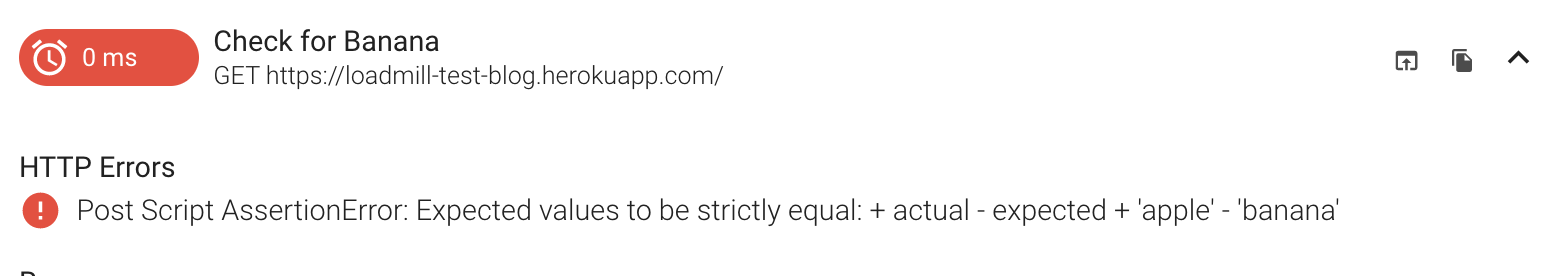 0 ms
Check for Banana
GET https://loadmill-test-blog.herokuapp.com/
HTTP Errors
Post Script AssertionError: Expected values to be strictly equal: + actual - expected + 'apple' - 'banana'